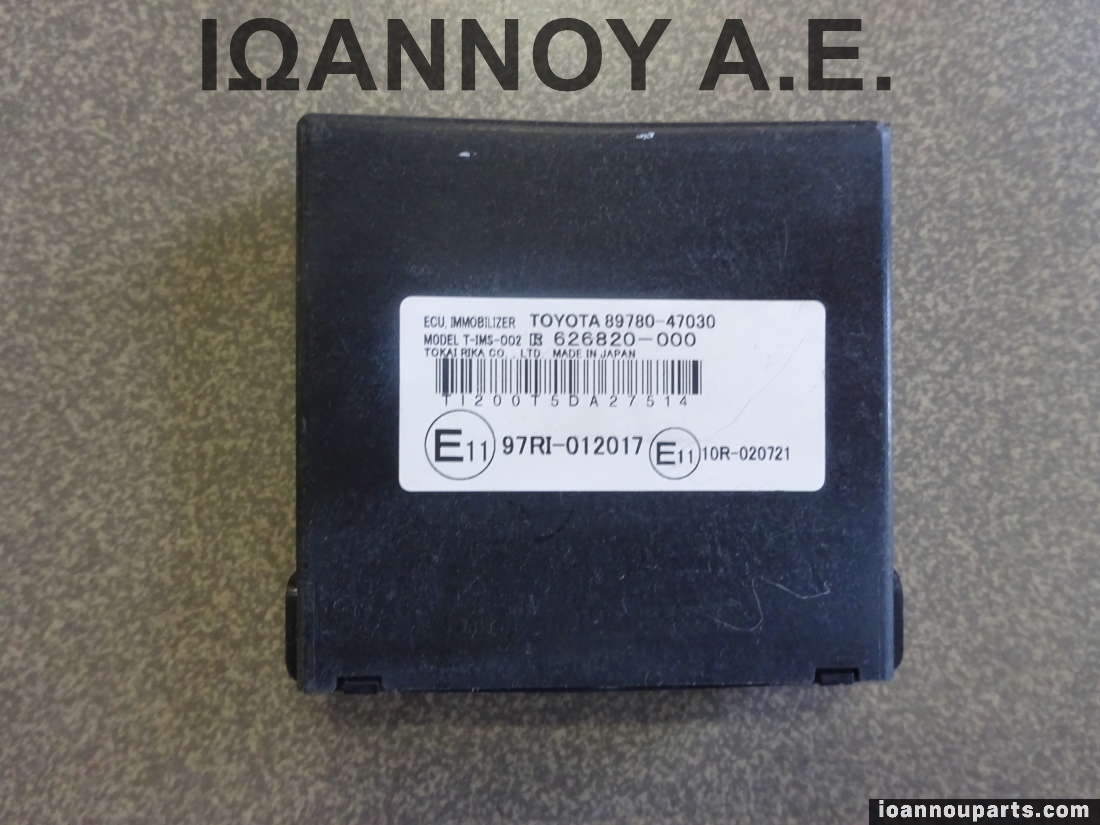 ΙΩΑΝΝΟΥ Α.Ε.
ECU, IMMOBILIZER TOYOTA 89780-47030
MODEL T-IMS-002 626820-000
TOKAI RIKA CO., LTD. MADE IN JAPAN
TI200T5DA27514
E11 97RI-012017 E11 10R-020721
ioannouparts.com